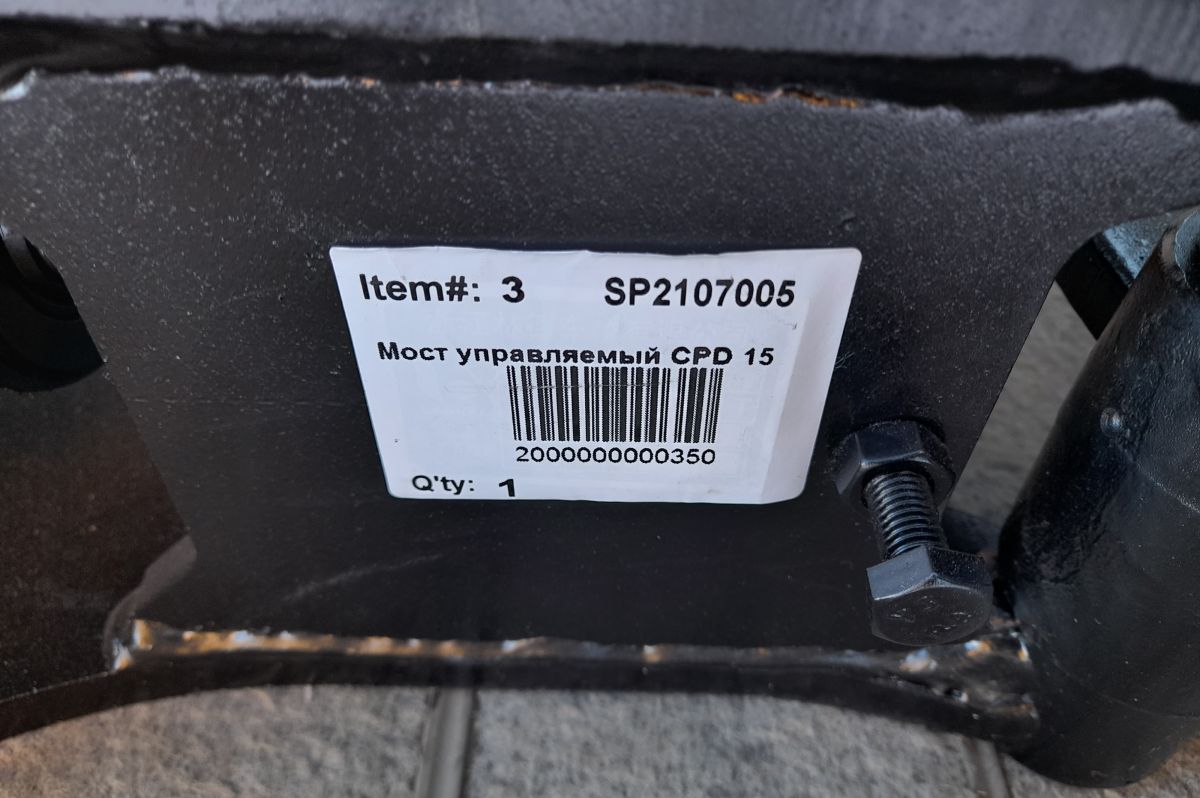 Item#: 3 SP2107005
Мост управляемый CPD 15
2000000000350
Q'ty: 1